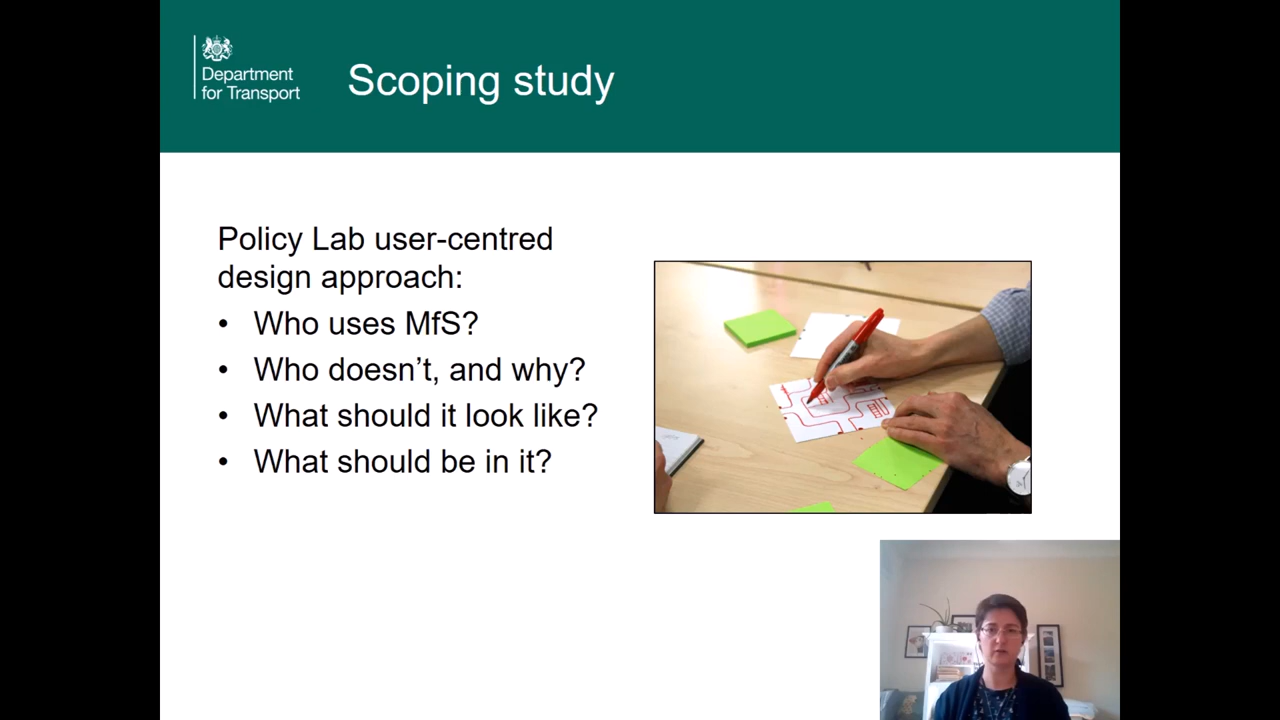 Department
for Transport
Scoping study
Policy Lab user-centred
design approach:
• Who uses MfS?
• Who doesn’t, and why?
• What should it look like?
• What should be in it?